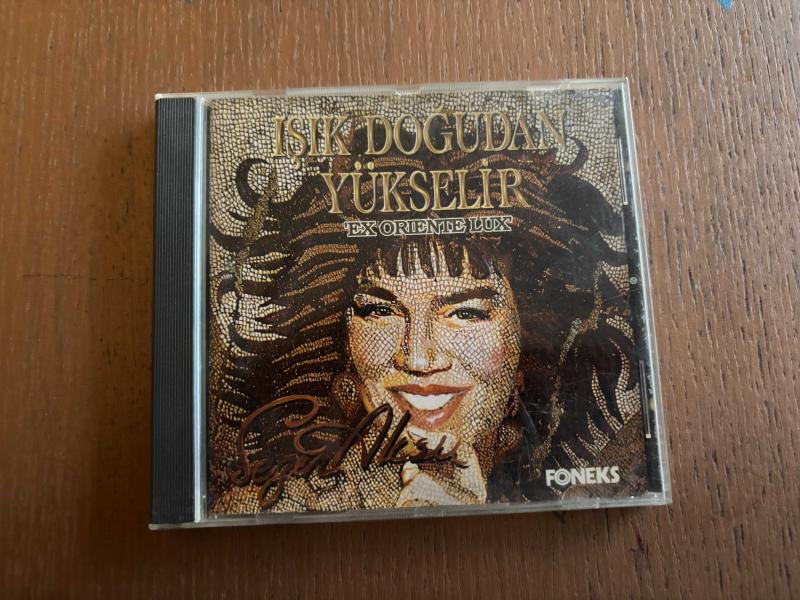 IŞIK DOĞUDAN
YÜKSELİR
EX ORIENTE LUX
Sezen Aksu
FONEKS